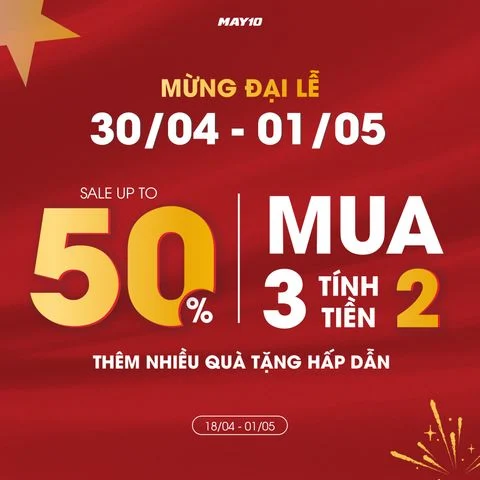 MAY10
MỪNG ĐẠI LỄ
30/04 - 01/05
SALE UP TO
50%
MUA
3 TÍNH TIỀN 2
THÊM NHIỀU QUÀ TẶNG HẤP DẪN
18/04 - 01/05